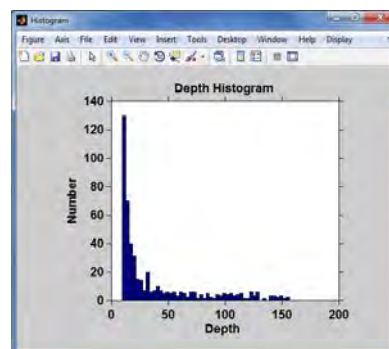 Histogram
Figure Axis File Edit View Insert Tools Desktop Window Help Display
Depth Histogram
140
120
100
80
60
40
20
0
Number
0 50 100 150 200
Depth